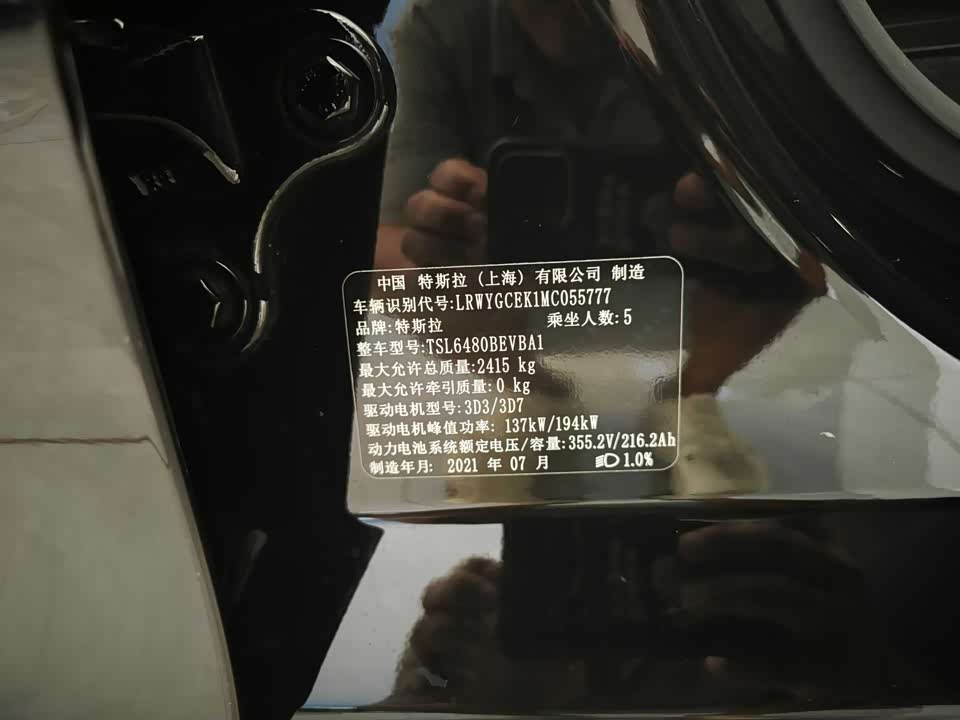 中国 特斯拉 (上海) 有限公司 制造
车辆识别代号:LRWYGCEK1MC055777
品牌:特斯拉 乘坐人数:5
整车型号:TSL6480BEVBA1
最大允许总质量:2415 kg
最大允许牵引质量:0 kg
驱动电机型号:3D3/3D7
驱动电机峰值功率: 137kW/194kW
动力电池系统额定电压/容量:355.2V/216.2Ah
制造年月: 2021 年 07 月 1.0%